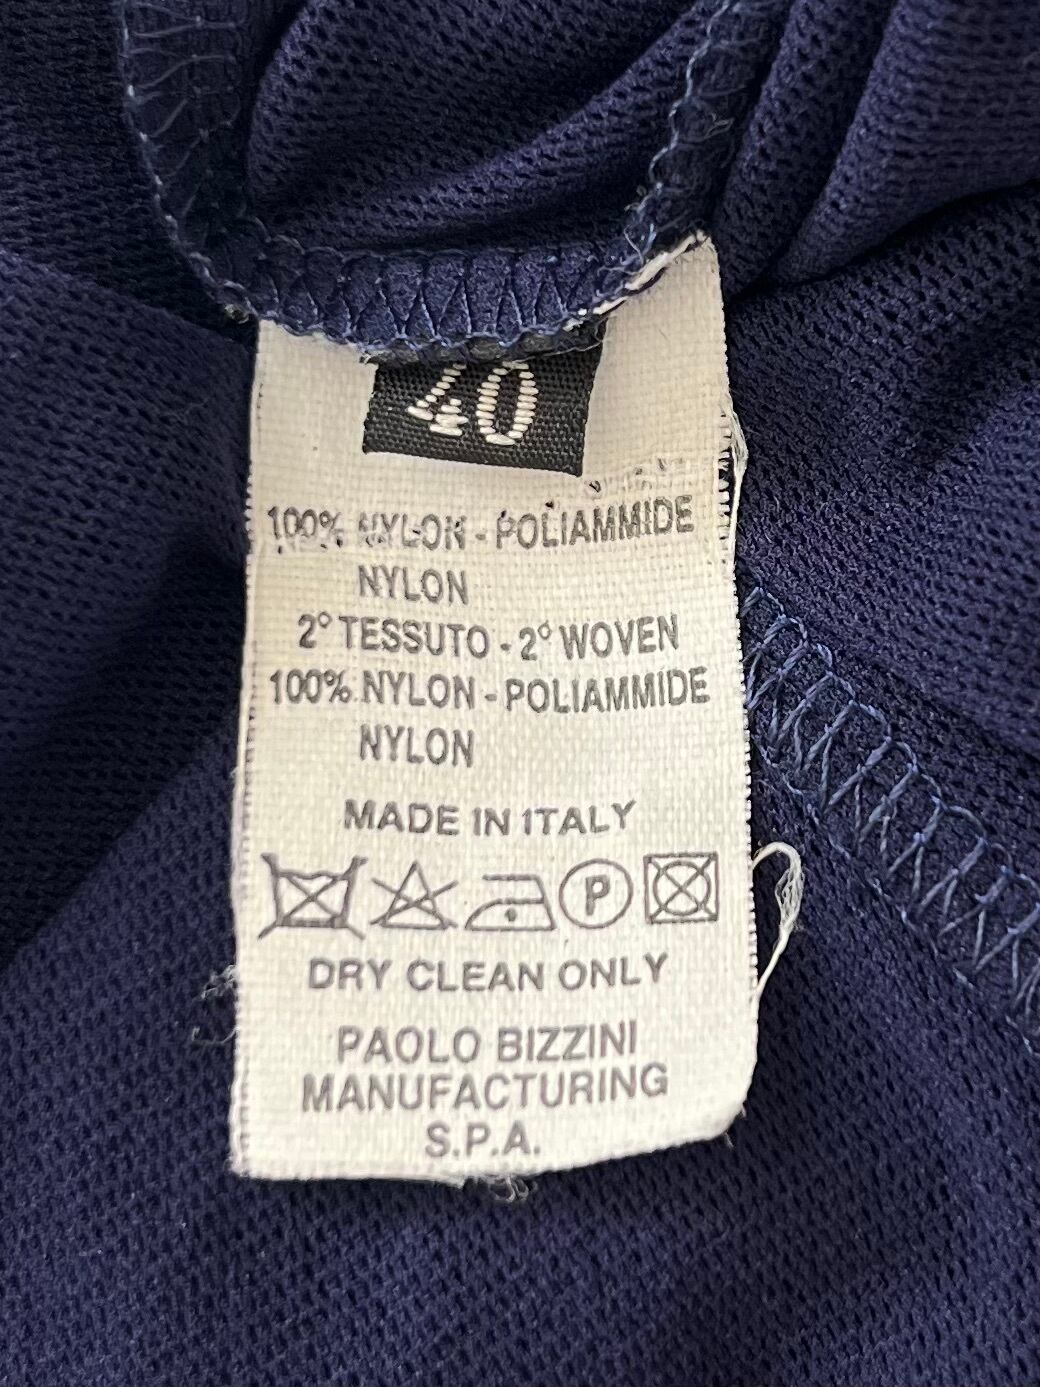 40
100% NYLON - POLIAMMIDE
NYLON
2° TESSUTO - 2° WOVEN
100% NYLON - POLIAMMIDE
NYLON
MADE IN ITALY
P
DRY CLEAN ONLY
PAOLO BIZZINI
MANUFACTURING
S.P.A.